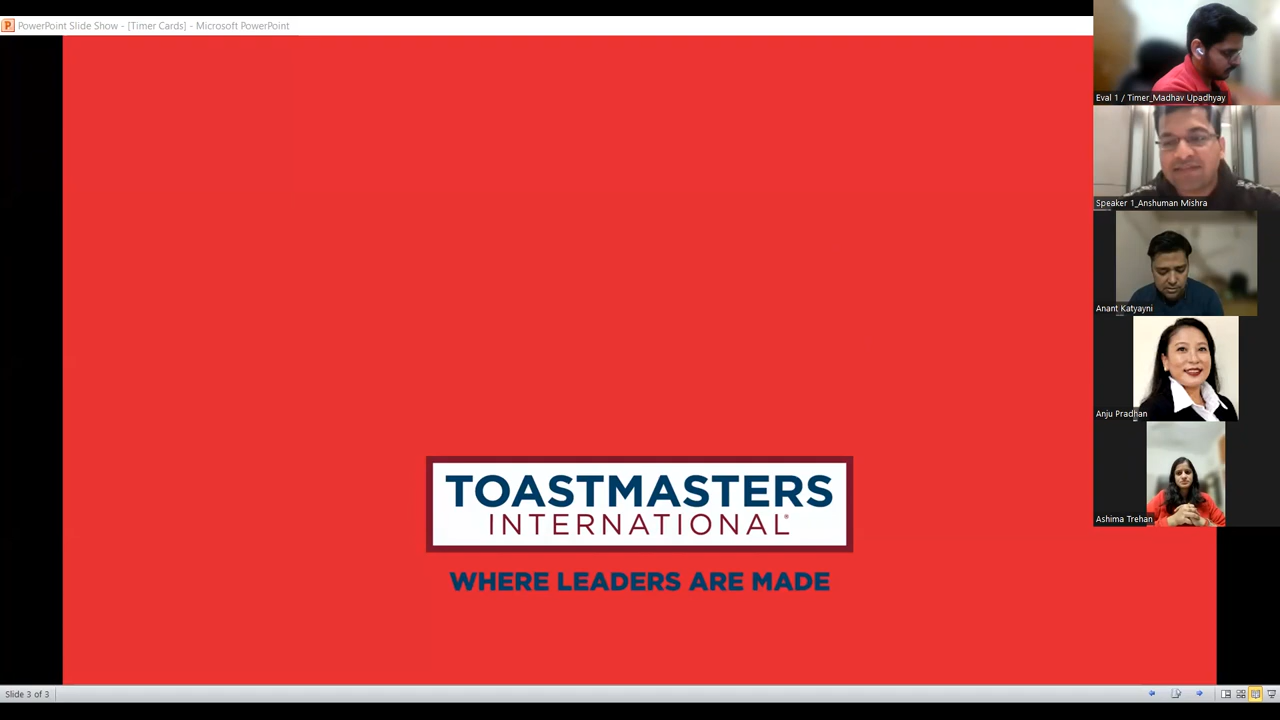 PowerPoint Slide Show - [Timer Cards] - Microsoft PowerPoint
Eval 1 / Timer_Madhav Upadhyay
Speaker 1_Anshuman Mishra
Anant Katyayni
Anju Pradhan
Ashima Trehan
TOASTMASTERS
INTERNATIONAL®
WHERE LEADERS ARE MADE
Slide 3 of 3